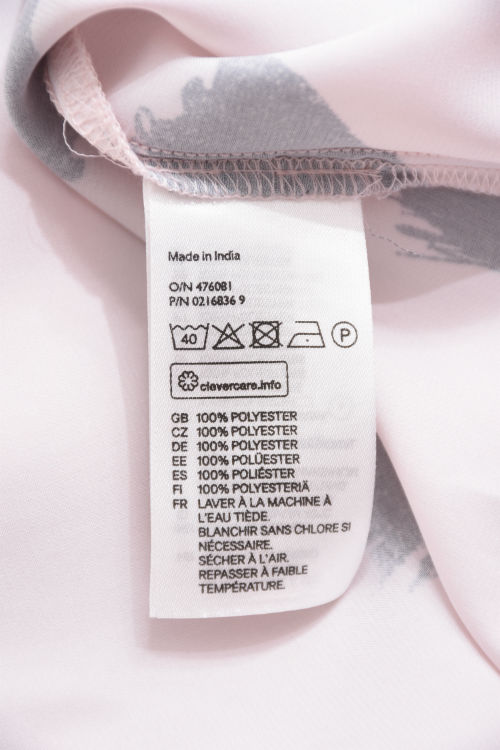 Made in India
O/N 476081
P/N 0216836 9
40 P
clevercare.info
GB 100% POLYESTER
CZ 100% POLYESTER
DE 100% POLYESTER
EE 100% POLÜESTER
ES 100% POLIÉSTER
FI 100% POLYESTERIÄ
FR LAVER À LA MACHINE À
L'EAU TIÈDE.
BLANCHIR SANS CHLORE SI
NÉCESSAIRE.
SÉCHER À L'AIR.
REPASSER À FAIBLE
TEMPÉRATURE.